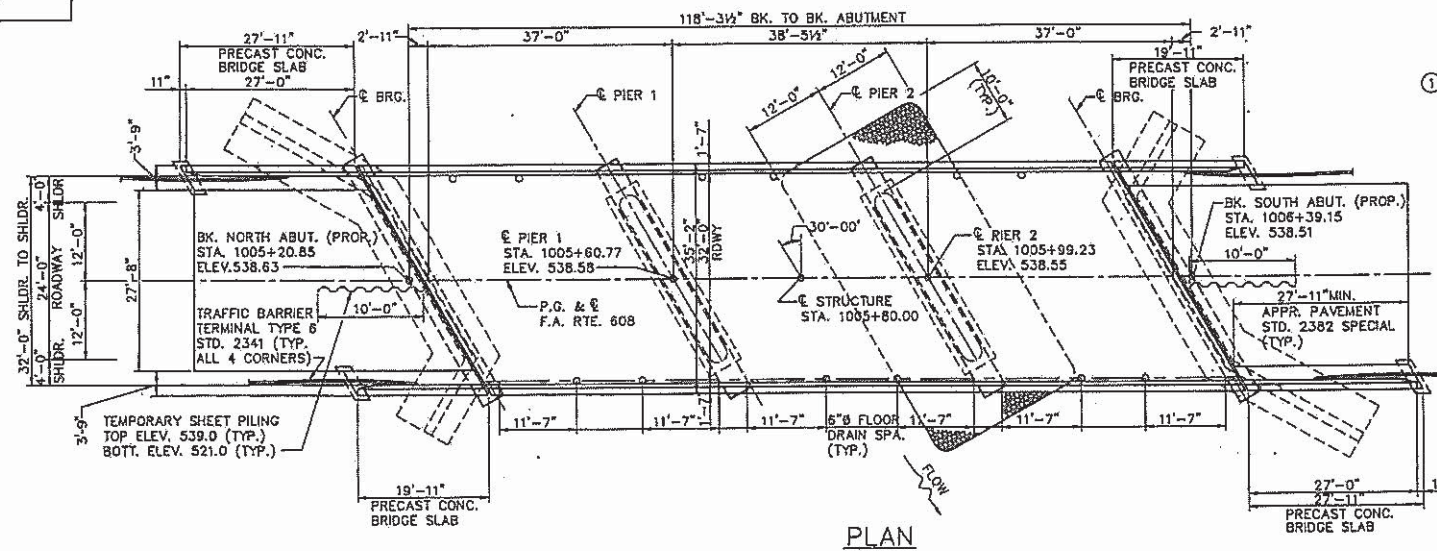 118'-3½" BK. TO BK. ABUTMENT
27'-11"
PRECAST CONC.
BRIDGE SLAB
11"
27'-0"
2'-11"
37'-0"
38'-5½"
37'-0"
2'-11"
19'-11"
PRECAST CONC.
BRIDGE SLAB
℄ BRG.
℄ PIER 1
12'-0"
12'-0"
℄ PIER 2
10'-0"
(TYP.)
℄ BRG.
1
3'-9"
1'-7"
32'-0" SHLDR. TO SHLDR.
4'-0"
SHLDR
24'-0"
ROADWAY
12'-0"
12'-0"
4'-0"
SHLDR.
27'-8"
BK. NORTH ABUT. (PROP.)
STA. 1005+20.85
ELEV. 538.63
℄ PIER 1
STA. 1005+60.77
ELEV. 538.58
35'-2"
32'-0"
RDWY
30'-00'
℄ PIER 2
STA. 1005+99.23
ELEV. 538.55
BK. SOUTH ABUT. (PROP.)
STA. 1006+39.15
ELEV. 538.51
10'-0"
10'-0"
P.G. & ℄
F.A. RTE. 608
℄ STRUCTURE
STA. 1005+80.00
TRAFFIC BARRIER
TERMINAL TYPE 6
STD. 2341 (TYP.
ALL 4 CORNERS)
27'-11" MIN.
APPR. PAVEMENT
STD. 2382 SPECIAL
(TYP.)
3'-9"
TEMPORARY SHEET PILING
TOP ELEV. 539.0 (TYP.)
BOTT. ELEV. 521.0 (TYP.)
11'-7"
11'-7"
1'-7"
11'-7"
6"Ø FLOOR
DRAIN SPA.
(TYP.)
11'-7"
11'-7"
11'-7"
FLOW
19'-11"
PRECAST CONC.
BRIDGE SLAB
27'-0"
27'-11"
PRECAST CONC.
BRIDGE SLAB
PLAN